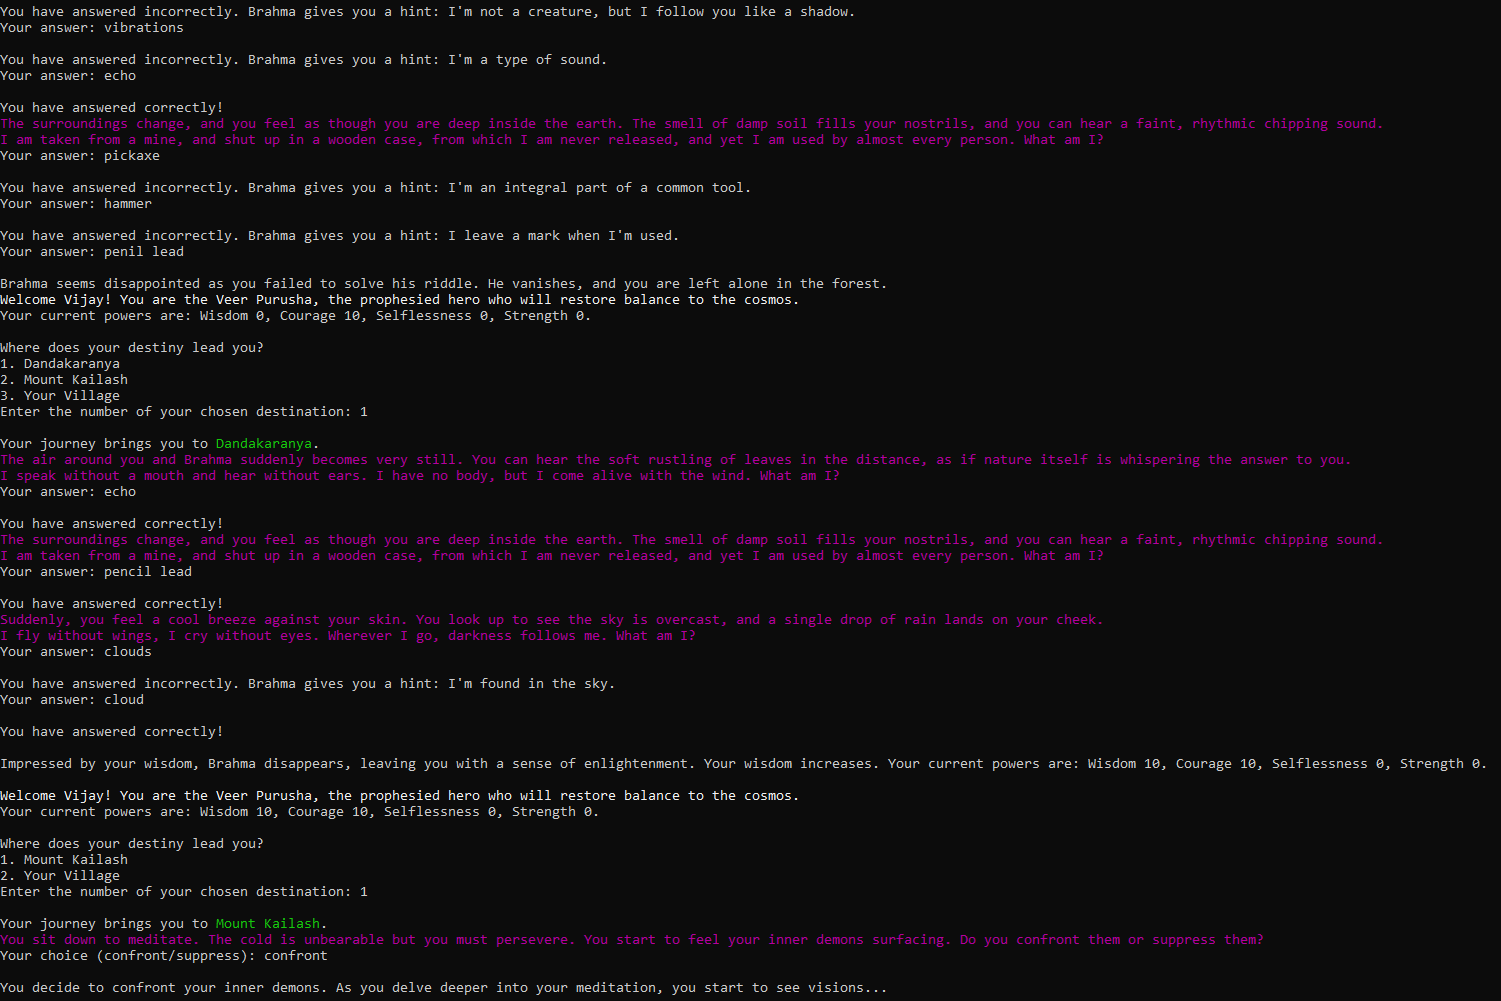 You have answered incorrectly. Brahma gives you a hint: I'm not a creature, but I follow you like a shadow.
Your answer: vibrations
You have answered incorrectly. Brahma gives you a hint: I'm a type of sound.
Your answer: echo
You have answered correctly!
The surroundings change, and you feel as though you are deep inside the earth. The smell of damp soil fills your nostrils, and you can hear a faint, rhythmic chipping sound.
I am taken from a mine, and shut up in a wooden case, from which I am never released, and yet I am used by almost every person. What am I?
Your answer: pickaxe
You have answered incorrectly. Brahma gives you a hint: I'm an integral part of a common tool.
Your answer: hammer
You have answered incorrectly. Brahma gives you a hint: I leave a mark when I'm used.
Your answer: penil lead
Brahma seems disappointed as you failed to solve his riddle. He vanishes, and you are left alone in the forest.
Welcome Vijay! You are the Veer Purusha, the prophesied hero who will restore balance to the cosmos.
Your current powers are: Wisdom 0, Courage 10, Selflessness 0, Strength 0.
Where does your destiny lead you?
1. Dandakaranya
2. Mount Kailash
3. Your Village
Enter the number of your chosen destination: 1
Your journey brings you to Dandakaranya.
The air around you and Brahma suddenly becomes very still. You can hear the soft rustling of leaves in the distance, as if nature itself is whispering the answer to you.
I speak without a mouth and hear without ears. I have no body, but I come alive with the wind. What am I?
Your answer: echo
You have answered correctly!
The surroundings change, and you feel as though you are deep inside the earth. The smell of damp soil fills your nostrils, and you can hear a faint, rhythmic chipping sound.
I am taken from a mine, and shut up in a wooden case, from which I am never released, and yet I am used by almost every person. What am I?
Your answer: pencil lead
You have answered correctly!
Suddenly, you feel a cool breeze against your skin. You look up to see the sky is overcast, and a single drop of rain lands on your cheek.
I fly without wings, I cry without eyes. Wherever I go, darkness follows me. What am I?
Your answer: clouds
You have answered incorrectly. Brahma gives you a hint: I'm found in the sky.
Your answer: cloud
You have answered correctly!
Impressed by your wisdom, Brahma disappears, leaving you with a sense of enlightenment. Your wisdom increases. Your current powers are: Wisdom 10, Courage 10, Selflessness 0, Strength 0.
Welcome Vijay! You are the Veer Purusha, the prophesied hero who will restore balance to the cosmos.
Your current powers are: Wisdom 10, Courage 10, Selflessness 0, Strength 0.
Where does your destiny lead you?
1. Mount Kailash
2. Your Village
Enter the number of your chosen destination: 1
Your journey brings you to Mount Kailash.
You sit down to meditate. The cold is unbearable but you must persevere. You start to feel your inner demons surfacing. Do you confront them or suppress them?
Your choice (confront/suppress): confront
You decide to confront your inner demons. As you delve deeper into your meditation, you start to see visions...